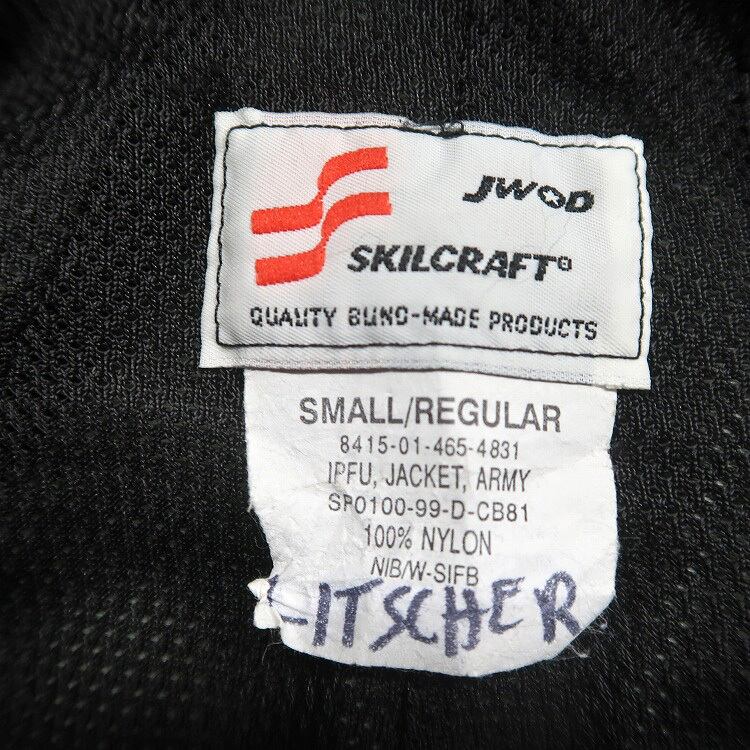 JWOD
SKILCRAFT®
QUALITY BLIND-MADE PRODUCTS
SMALL/REGULAR
8415-01-465-4831
IPFU, JACKET, ARMY
SP0100-99-D-CB81
100% NYLON
NIB/W-SIFB
LITSCHER